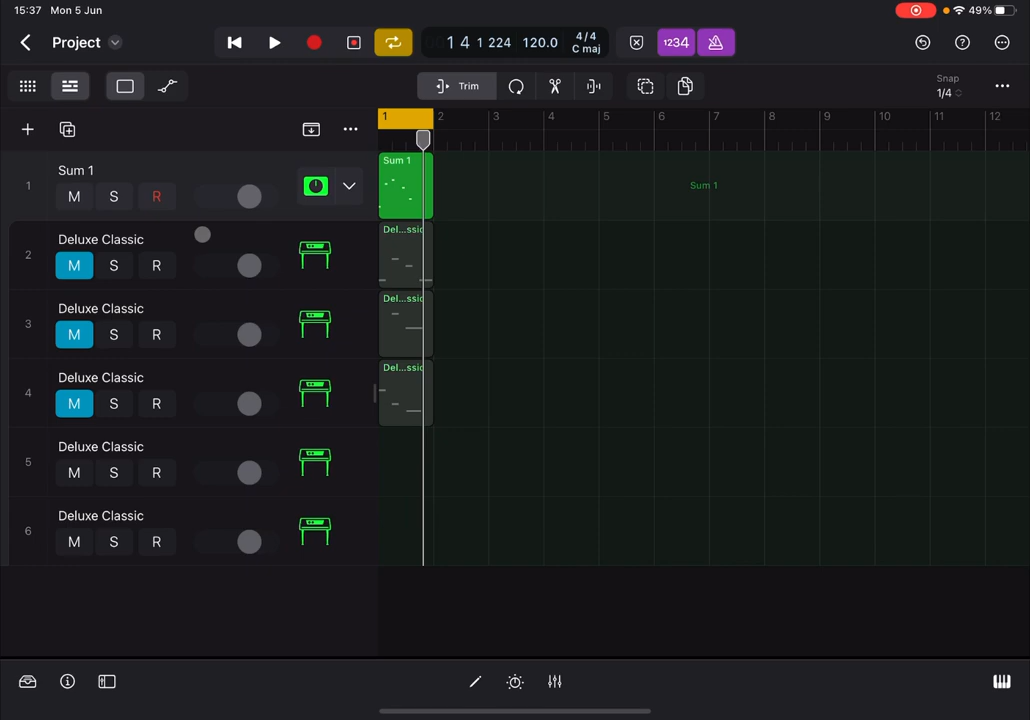 15:37 Mon 5 Jun
49%
Project
1 4 1 224 120.0 4/4 C maj
1234
Trim
Snap
1/4
1 2 3 4 5 6 7 8 9 10 11 12
1
Sum 1
M S R
Sum 1
Sum 1
2
Deluxe Classic
M S R
Del...ssic
3
Deluxe Classic
M S R
Del...ssic
4
Deluxe Classic
M S R
Del...ssic
5
Deluxe Classic
M S R
6
Deluxe Classic
M S R